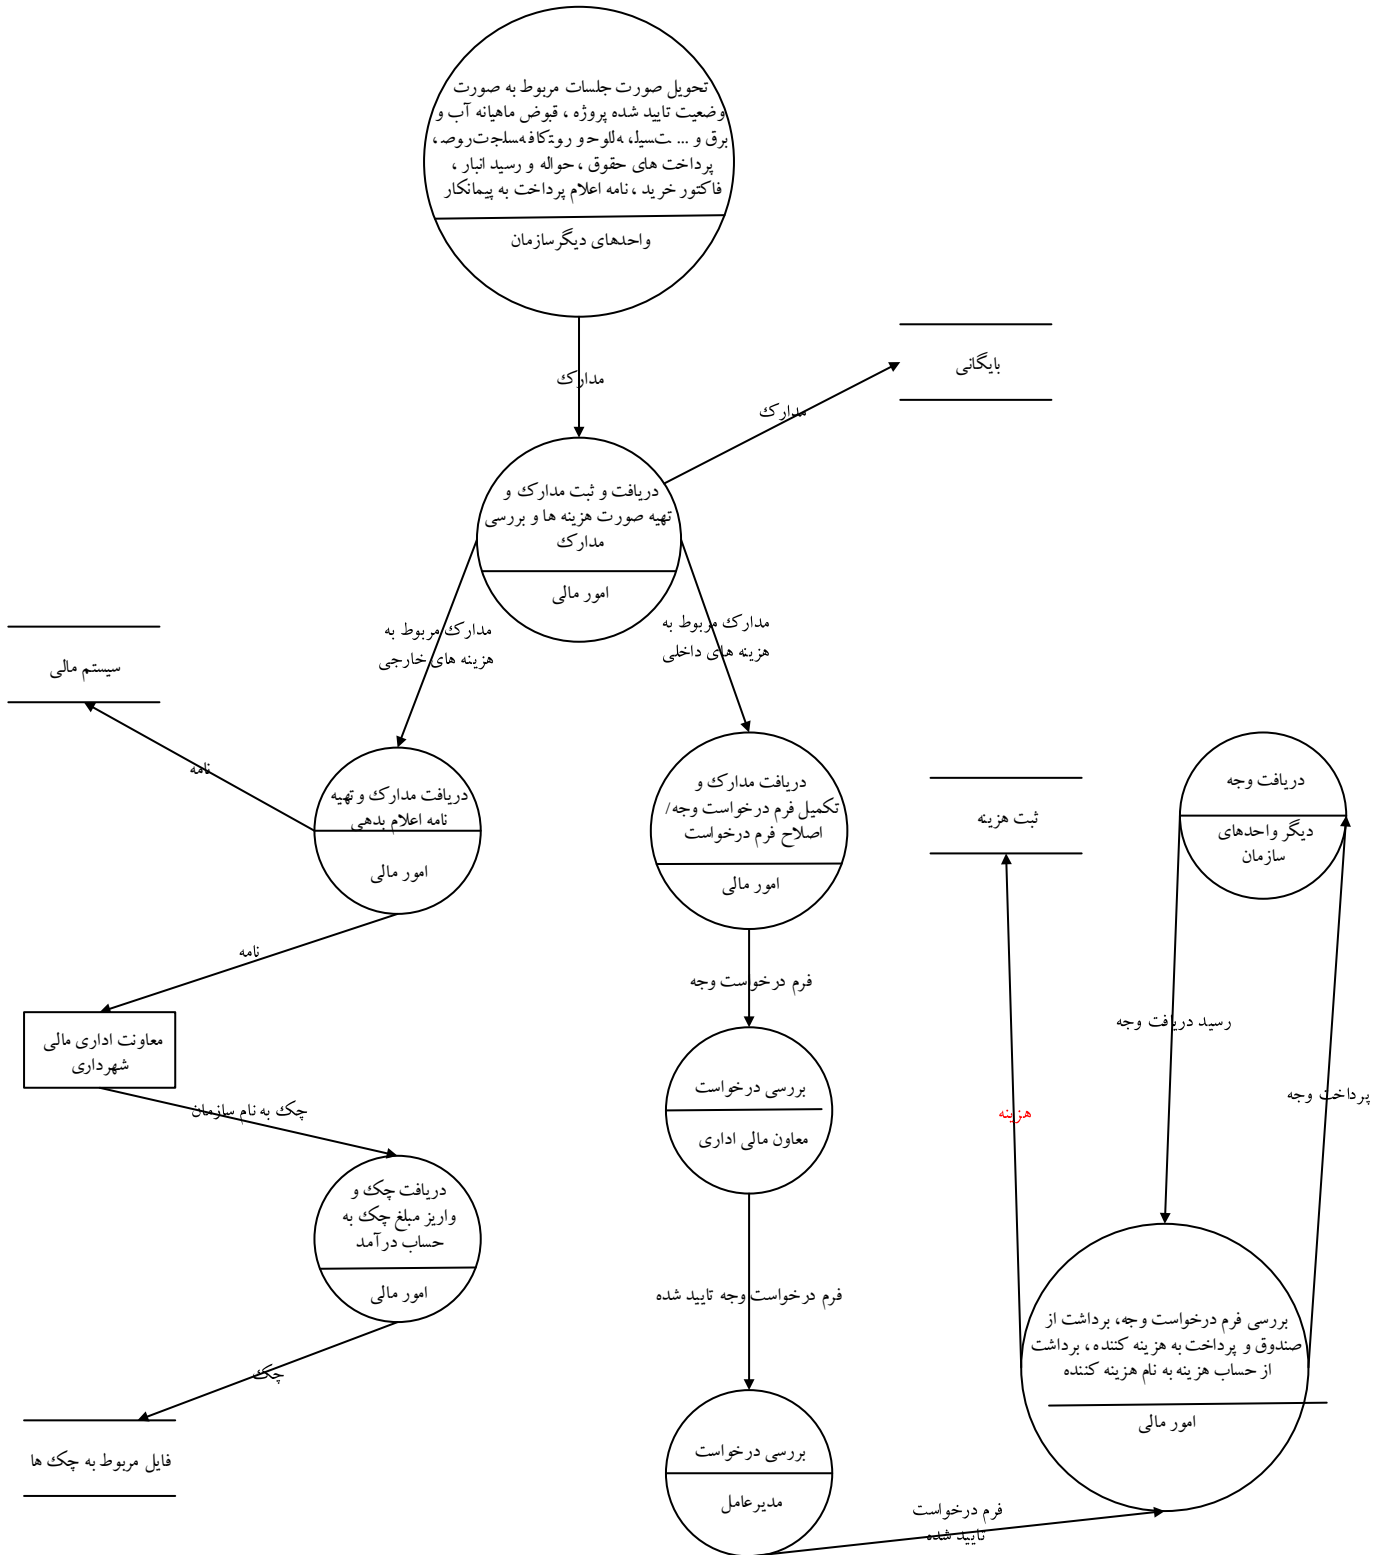 تحویل صورت جلسات مربوط به صورت
وضعیت تایید شده پروژه ، قبوض ماهیانه آب و
برق و ...
پرداخت های حقوق ، حواله و رسید انبار ،
فاکتور خرید ، نامه اعلام پرداخت به پیمانکار
واحدهای دیگرسازمان
مدارک
بایگانی
مدارک
دریافت و ثبت مدارک و
تهیه صورت هزینه ها و بررسی
مدارک
امور مالی
مدارک مربوط به
هزینه های داخلی
مدارک مربوط به
هزینه های خارجی
سیستم مالی
نامه
دریافت مدارک و تهیه
نامه اعلام بدهی
امور مالی
دریافت مدارک و
تکمیل فرم درخواست وجه/
اصلاح فرم درخواست
امور مالی
ثبت هزینه
دریافت وجه
دیگر واحدهای
سازمان
نامه
فرم درخواست وجه
رسید دریافت وجه
معاونت اداری مالی
شهرداری
چک به نام سازمان
بررسی درخواست
معاون مالی اداری
هزینه
پرداخت وجه
دریافت چک و
واریز مبلغ چک به
حساب درآمد
امور مالی
فرم درخواست وجه تایید شده
بررسی فرم درخواست وجه، برداشت از
صندوق و پرداخت به هزینه کننده ، برداشت
از حساب هزینه به نام هزینه کننده
امور مالی
چک
فایل مربوط به چک ها
بررسی درخواست
مدیرعامل
فرم درخواست
تایید شده